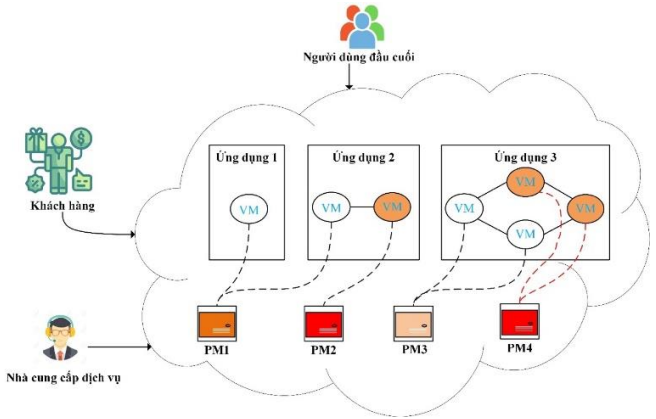 Người dùng đầu cuối
Ứng dụng 1
Ứng dụng 2
Ứng dụng 3
VM
VM
VM
VM
VM
VM
VM
Khách hàng
PM1
PM2
PM3
PM4
Nhà cung cấp dịch vụ